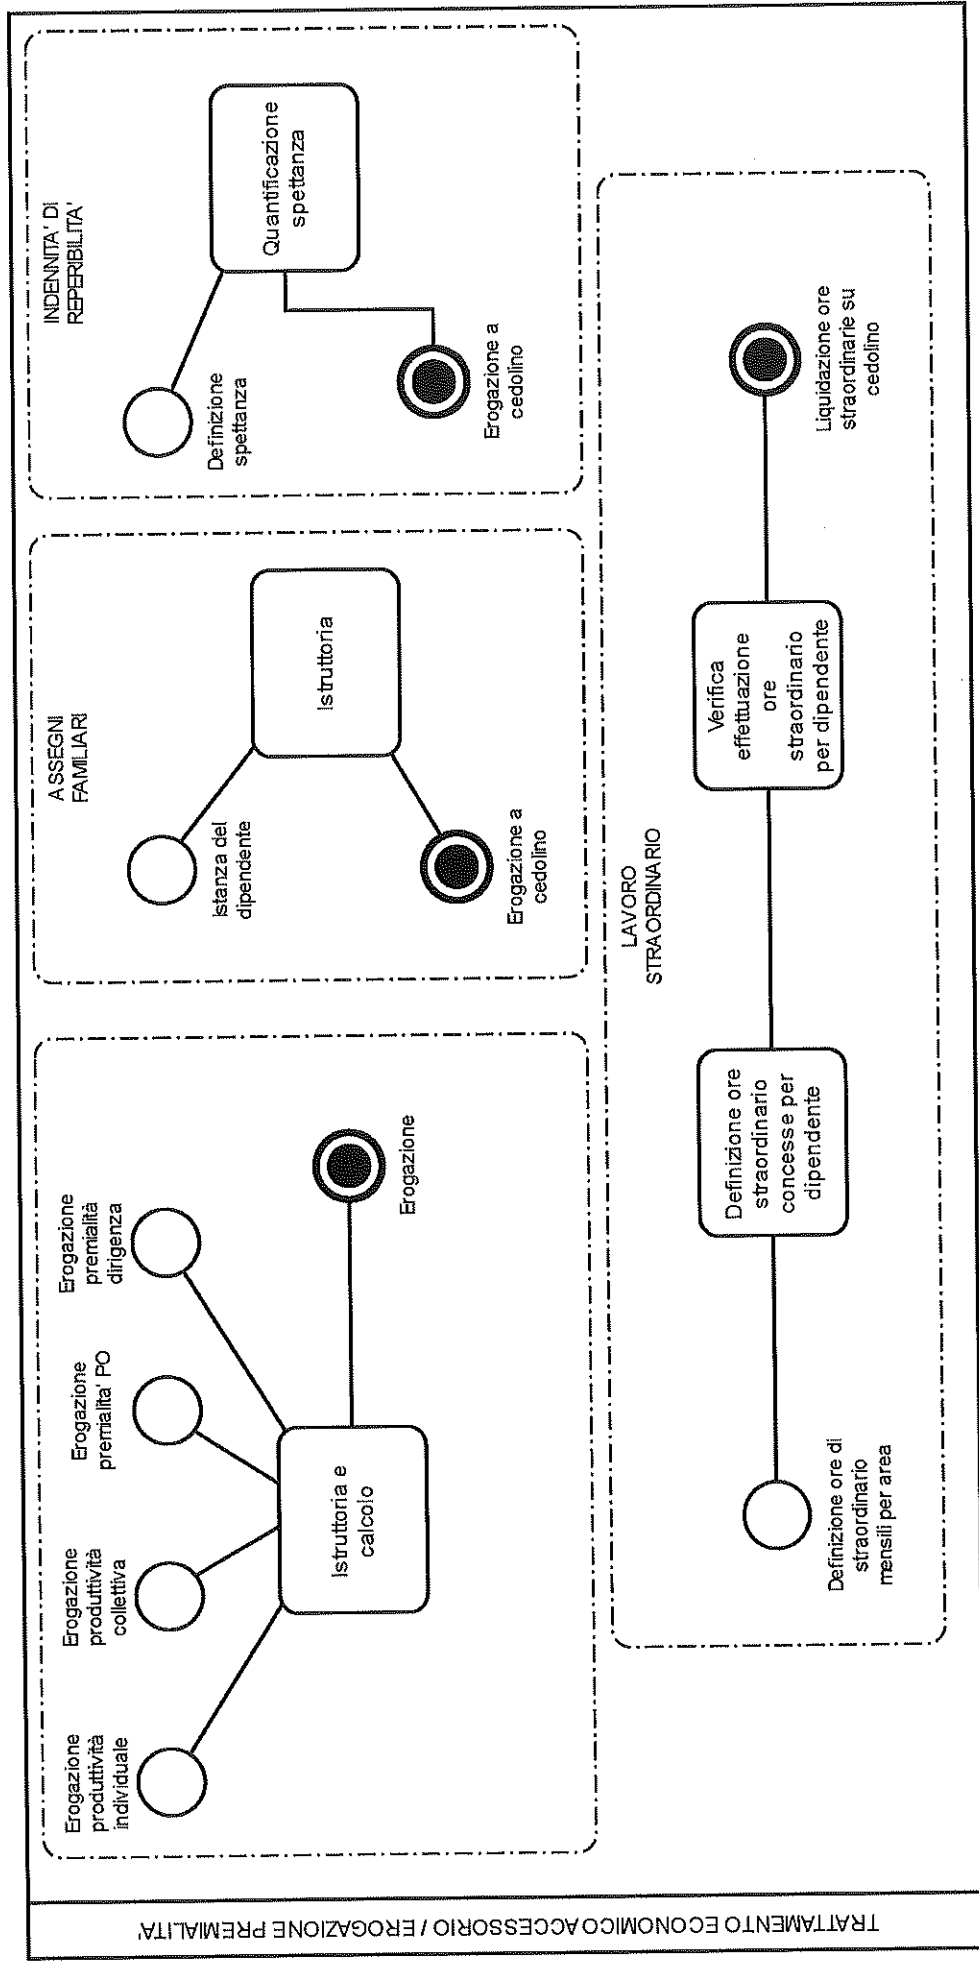 TRATTAMENTO ECONOMICO ACCESSORIO / EROGAZIONE PREMIALITA'
Erogazione
produttività
individuale
Erogazione
produttività
collettiva
Erogazione
premialita' PO
Erogazione
premialità
dirigenza
Istruttoria e
calcolo
Erogazione
ASSEGNI
FAMILIARI
Istanza del
dipendente
Istruttoria
Erogazione a
cedolino
INDENNITA' DI
REPERIBILITA'
Definizione
spettanza
Quantificazione
spettanza
Erogazione a
cedolino
LAVORO
STRAORDINARIO
Definizione ore di
straordinario
mensili per area
Definizione ore
straordinario
concesse per
dipendente
Verifica
effettuazione
ore
straordinario
per dipendente
Liquidazione ore
straordinarie su
cedolino